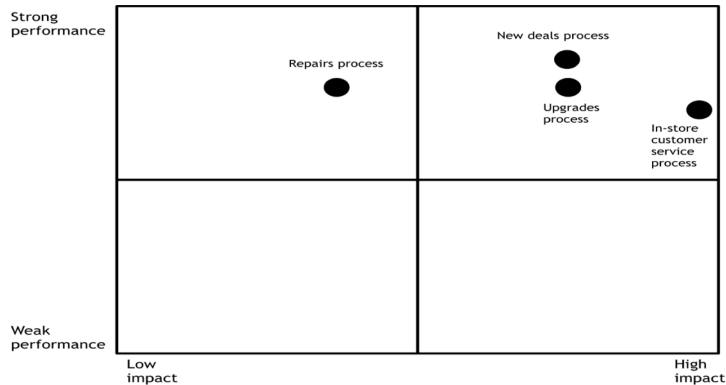 Strong
performance
New deals process
Repairs process
Upgrades
process
In-store
customer
service
process
Weak
performance
Low
impact
High
impact